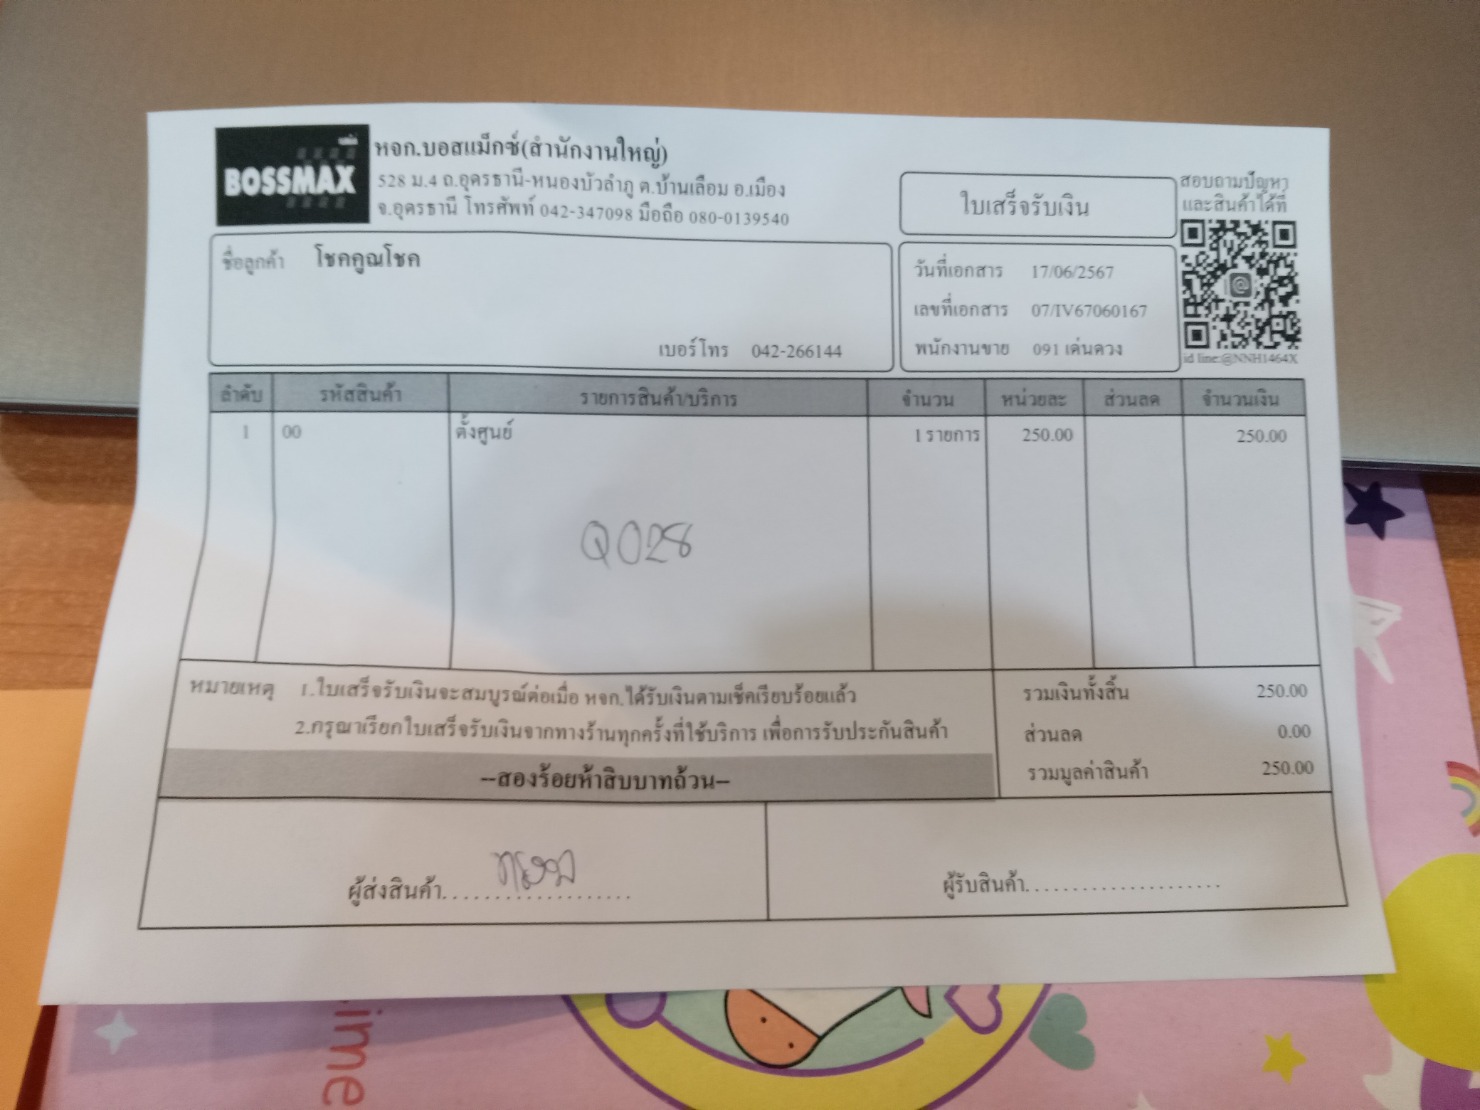 BOSSMAX
หจก.บอสแม็กซ์(สำนักงานใหญ่)
528 ม.4 ถ.อุดรธานี-หนองบัวลำภู ต.บ้านเลื่อม อ.เมือง
จ.อุดรธานี โทรศัพท์ 042-347098 มือถือ 080-0139540
ใบเสร็จรับเงิน
สอบถามปัญหา
และสินค้าได้ที่
id line:@NNH1464X
ชื่อลูกค้า โชคคูณโชค
เบอร์โทร 042-266144
วันที่เอกสาร 17/06/2567
เลขที่เอกสาร 07/IV67060167
พนักงานขาย 091 เด่นดวง
ลำดับ รหัสสินค้า รายการสินค้า/บริการ จำนวน หน่วยละ ส่วนลด จำนวนเงิน
1 00 ตั้งศูนย์ 1 รายการ 250.00 250.00
Q028
หมายเหตุ 1.ใบเสร็จรับเงินจะสมบูรณ์ต่อเมื่อ หจก.ได้รับเงินตามเช็คเรียบร้อยแล้ว
2.กรุณาเรียกใบเสร็จรับเงินจากทางร้านทุกครั้งที่ใช้บริการ เพื่อการรับประกันสินค้า
รวมเงินทั้งสิ้น 250.00
ส่วนลด 0.00
รวมมูลค่าสินค้า 250.00
--สองร้อยห้าสิบบาทถ้วน--
ผู้ส่งสินค้า....................
ผู้รับสินค้า.....................
ime